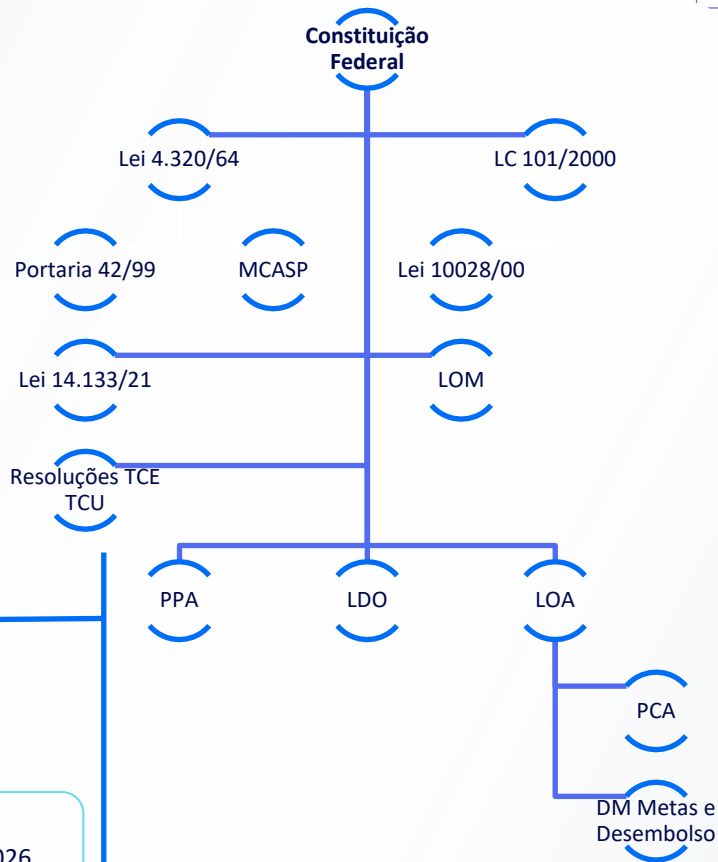 Constituição
Federal
Lei 4.320/64
LC 101/2000
Portaria 42/99
MCASP
Lei 10028/00
Lei 14.133/21
LOM
Resoluções TCE
TCU
PPA
LDO
LOA
PCA
DM Metas e
Desembolso